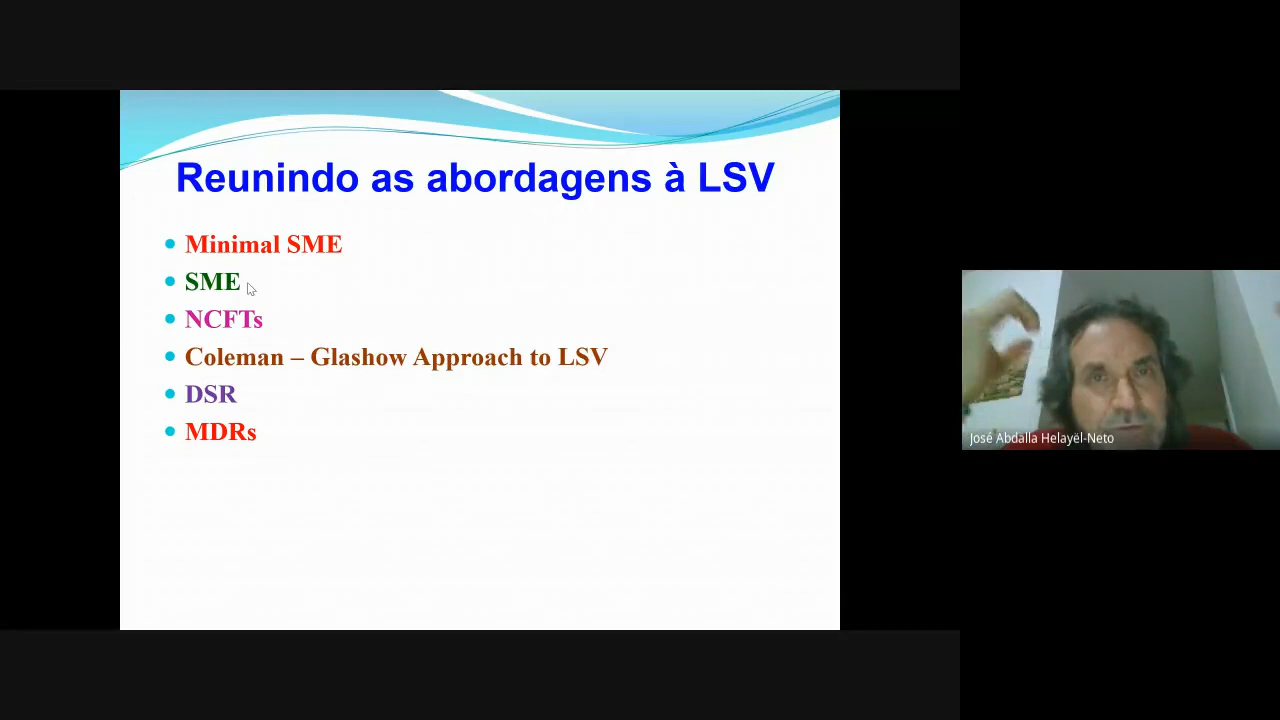 Reunindo as abordagens à LSV
Minimal SME
SME
NCFTs
Coleman – Glashow Approach to LSV
DSR
MDRs
José Abdalla Helayël-Neto